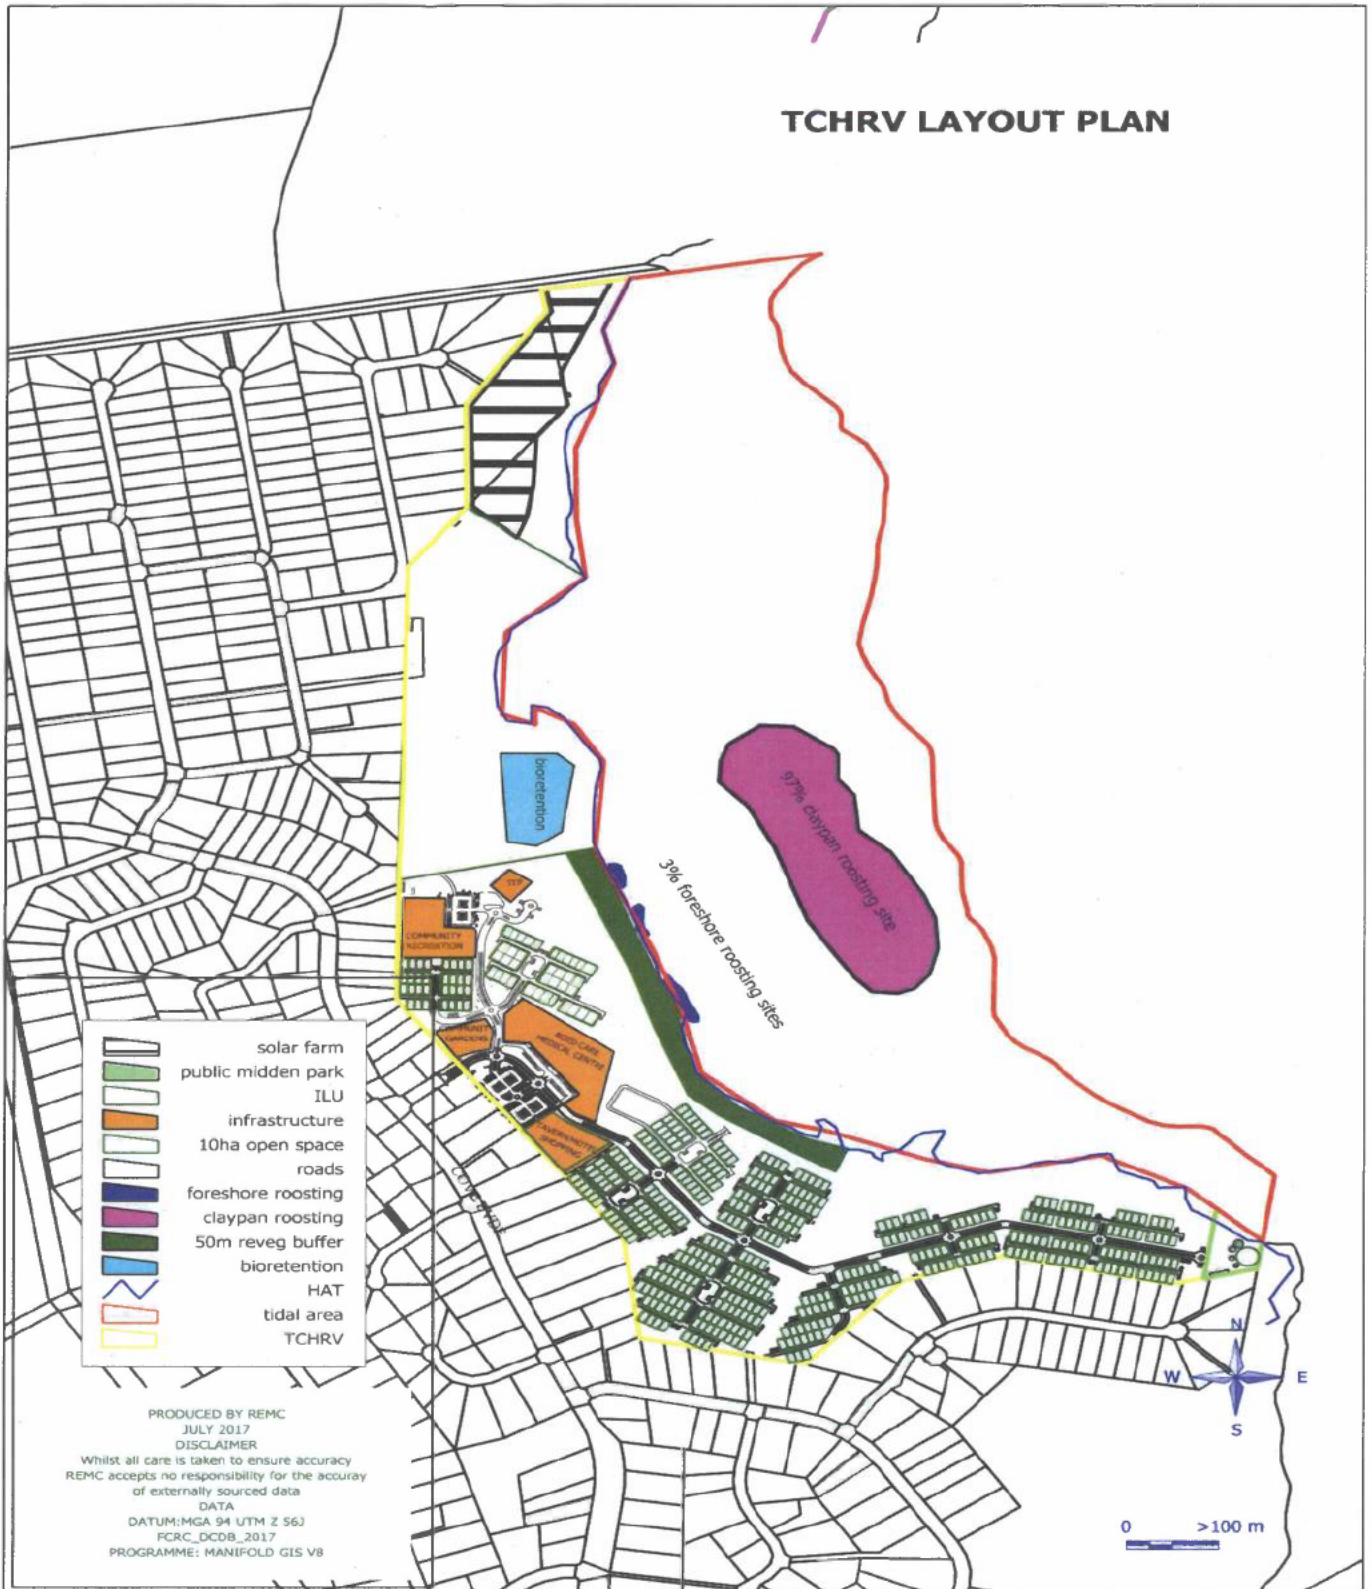 TCHRV LAYOUT PLAN
bioretention
97% claypan roosting site
3% foreshore roosting sites
STP
COMMUNITY
RECREATION
COMMUNITY
GARDENS
AGED CARE
MEDICAL CENTRE
SHOPPING
solar farm
public midden park
ILU
infrastructure
10ha open space
roads
foreshore roosting
claypan roosting
50m reveg buffer
bioretention
HAT
tidal area
TCHRV
N
W
E
S
PRODUCED BY REMC
JULY 2017
DISCLAIMER
Whilst all care is taken to ensure accuracy
REMC accepts no responsibility for the accuray
of externally sourced data
DATA
DATUM:MGA 94 UTM Z 56J
FCRC_DCDB_2017
PROGRAMME: MANIFOLD GIS V8
0 >100 m